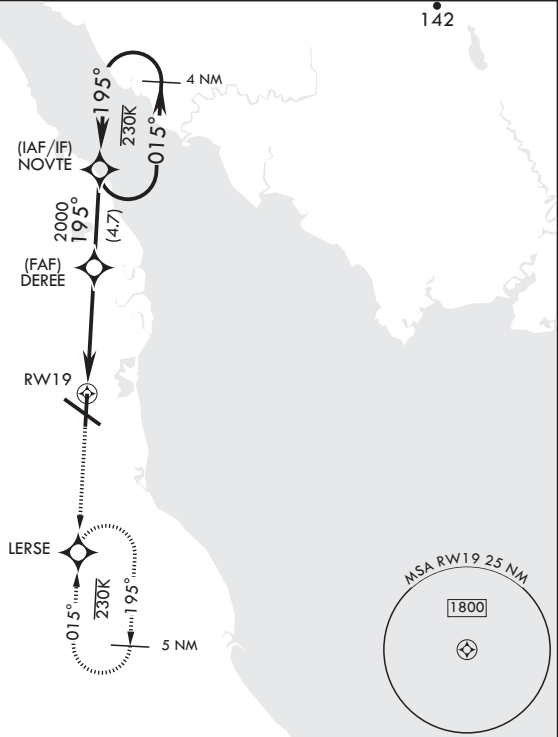 142
4 NM
195°
230K
015°
(IAF/IF)
NOVTE
2000
195°
(4.7)
(FAF)
DEREE
RW19
LERSE
015°
230K
195°
5 NM
MSA RW19 25 NM
1800